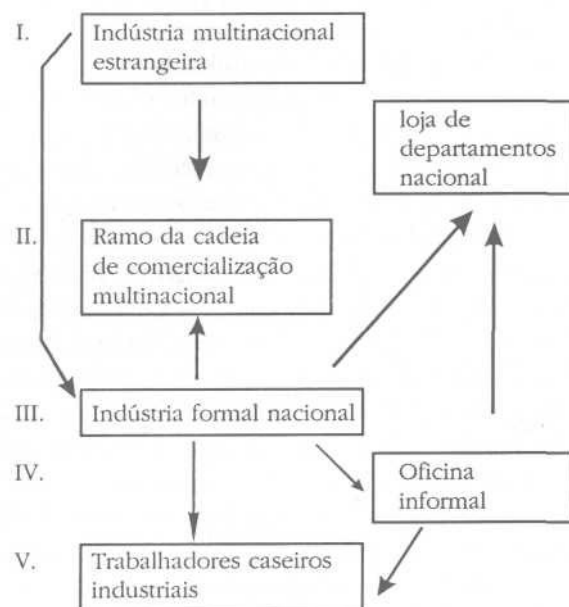 I. Indústria multinacional
estrangeira
loja de
departamentos
nacional
II. Ramo da cadeia
de comercialização
multinacional
III. Indústria formal nacional
IV. Oficina
informal
V. Trabalhadores caseiros
industriais